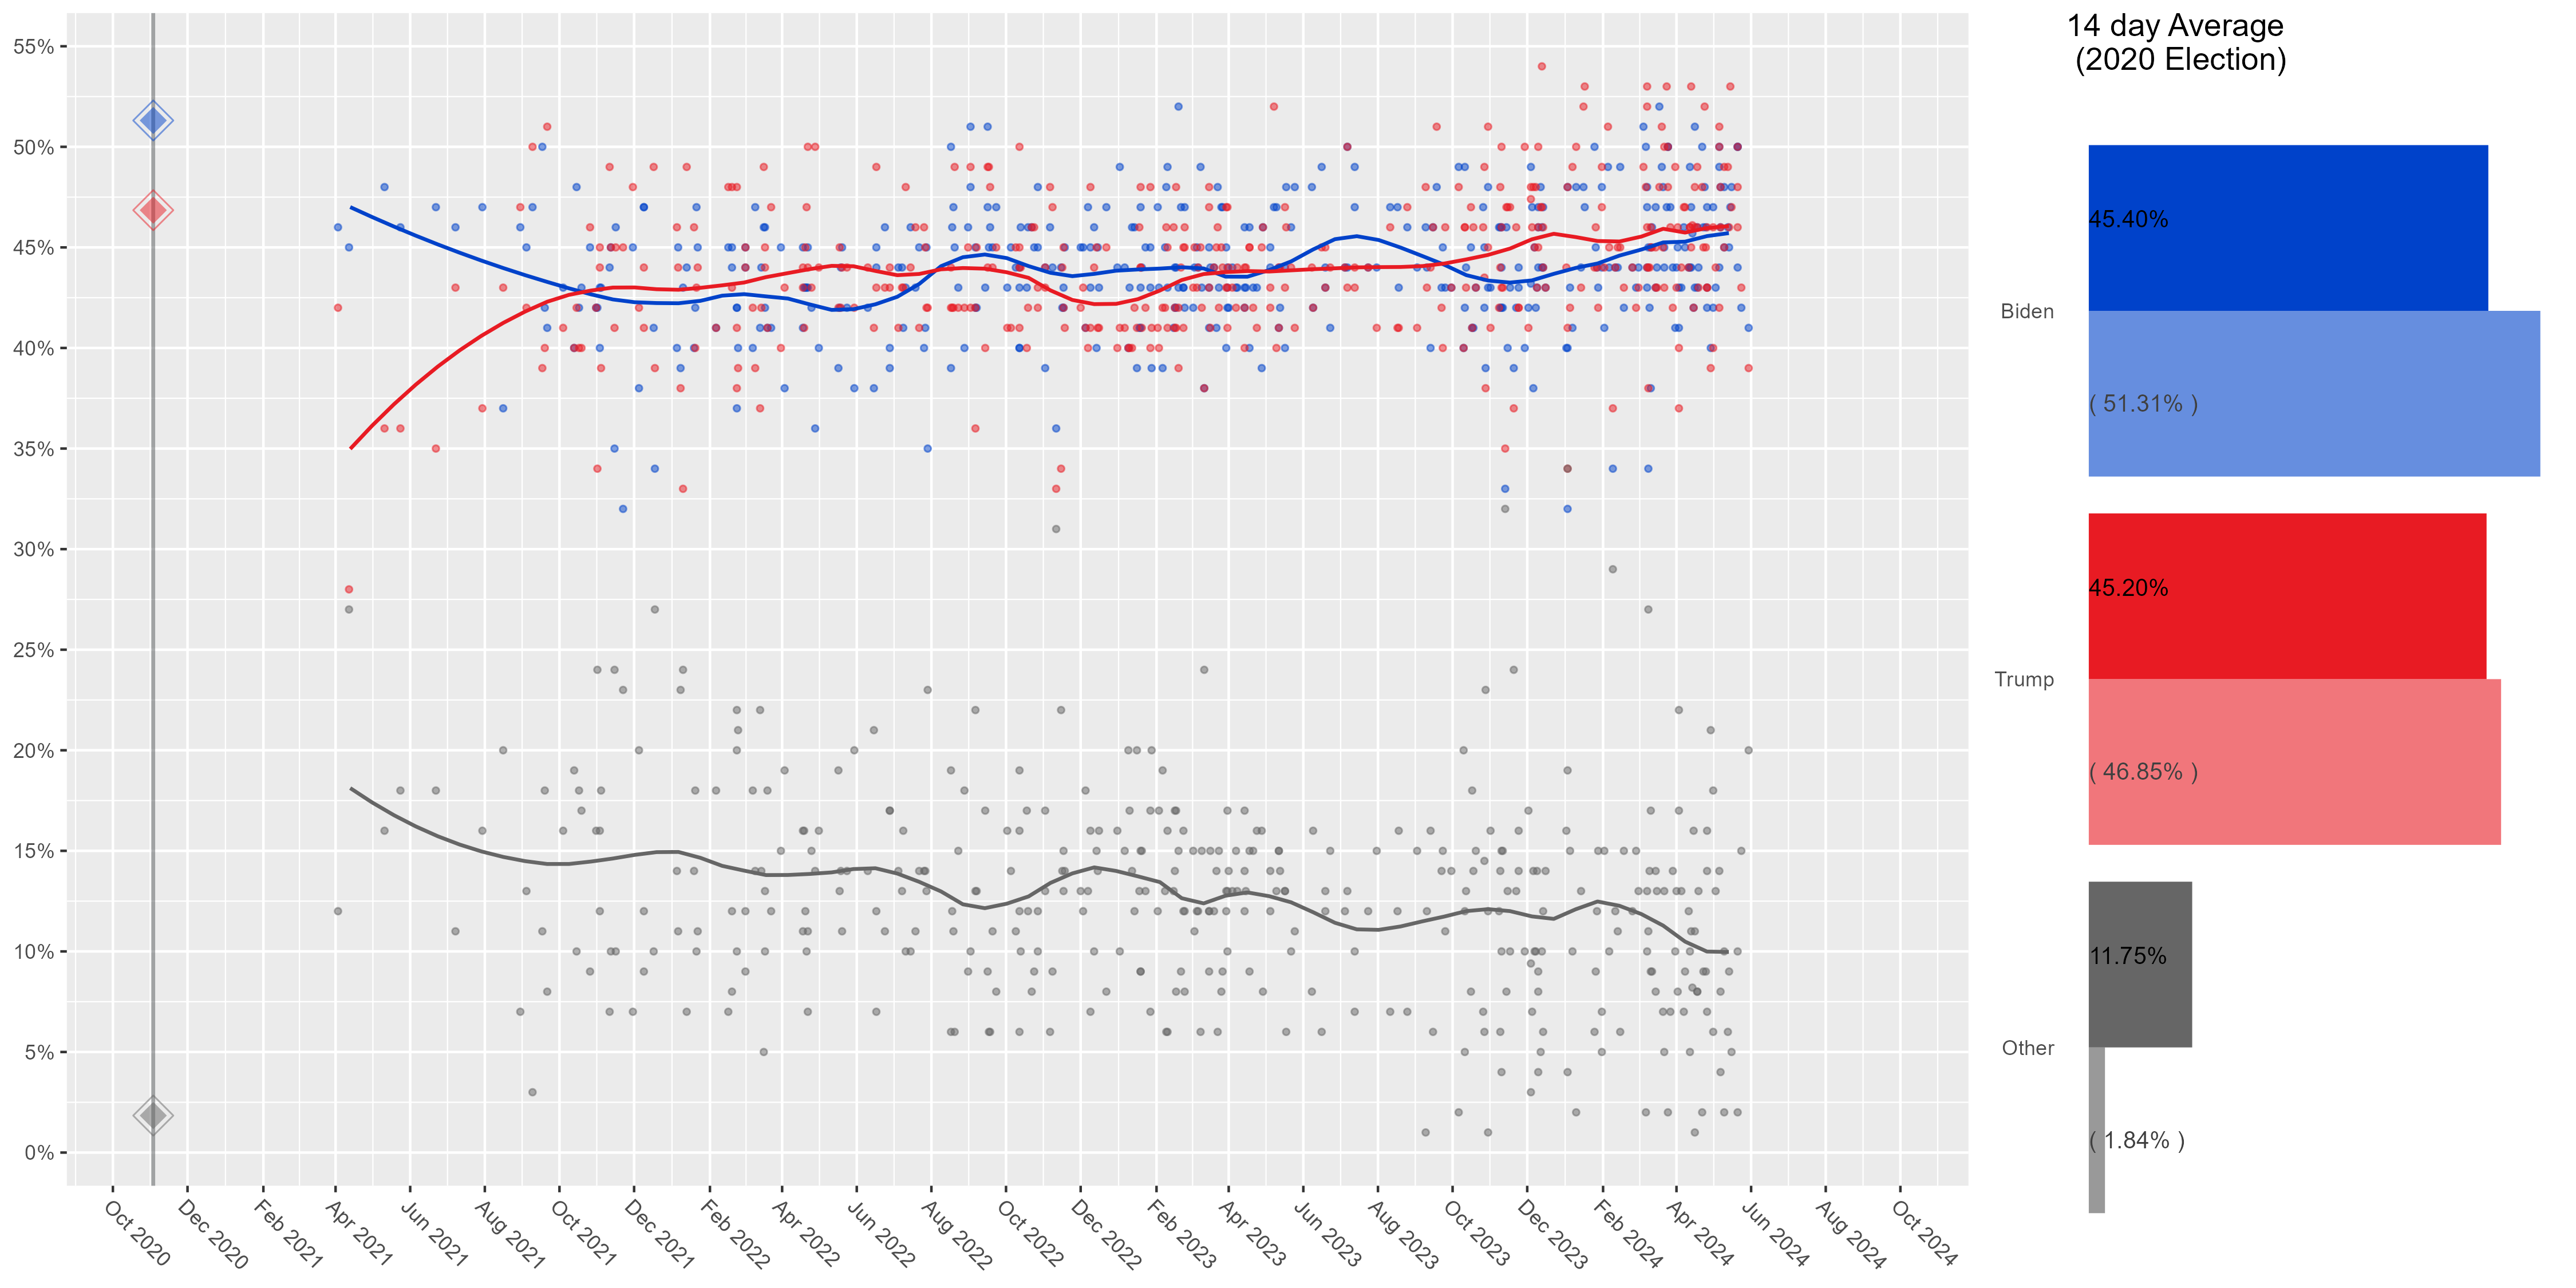 55%
50%
45%
40%
35%
30%
25%
20%
15%
10%
5%
0%
Oct 2020
Dec 2020
Feb 2021
Apr 2021
Jun 2021
Aug 2021
Oct 2021
Dec 2021
Feb 2022
Apr 2022
Jun 2022
Aug 2022
Oct 2022
Dec 2022
Feb 2023
Apr 2023
Jun 2023
Aug 2023
Oct 2023
Dec 2023
Feb 2024
Apr 2024
Jun 2024
Aug 2024
Oct 2024
14 day Average
(2020 Election)
45.40%
Biden
( 51.31% )
45.20%
Trump
( 46.85% )
11.75%
Other
( 1.84% )